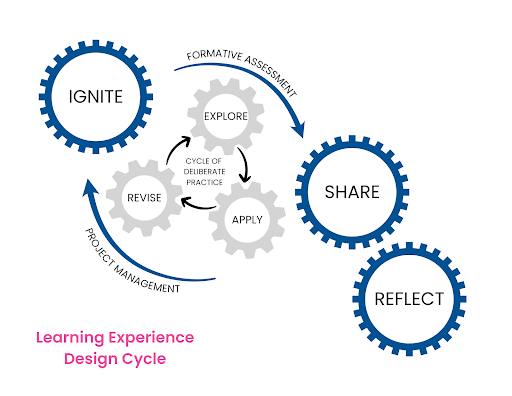 IGNITE
FORMATIVE ASSESSMENT
EXPLORE
CYCLE OF
DELIBERATE
PRACTICE
REVISE
APPLY
SHARE
PROJECT MANAGEMENT
REFLECT
Learning Experience
Design Cycle